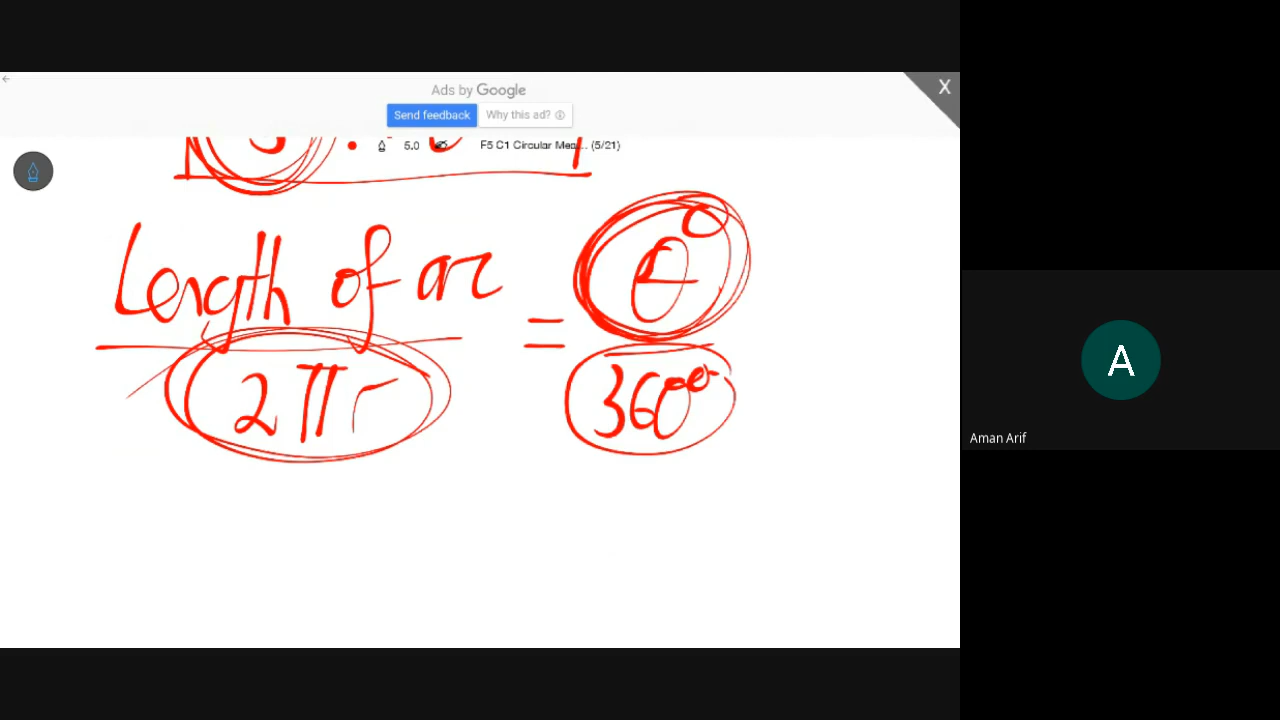 Ads by Google
X
Send feedback
Why this ad?
5.0
F5 C1 Circular Mea... (5/21)
Length of arc
2πr
=
θ°
360°
A
Aman Arif